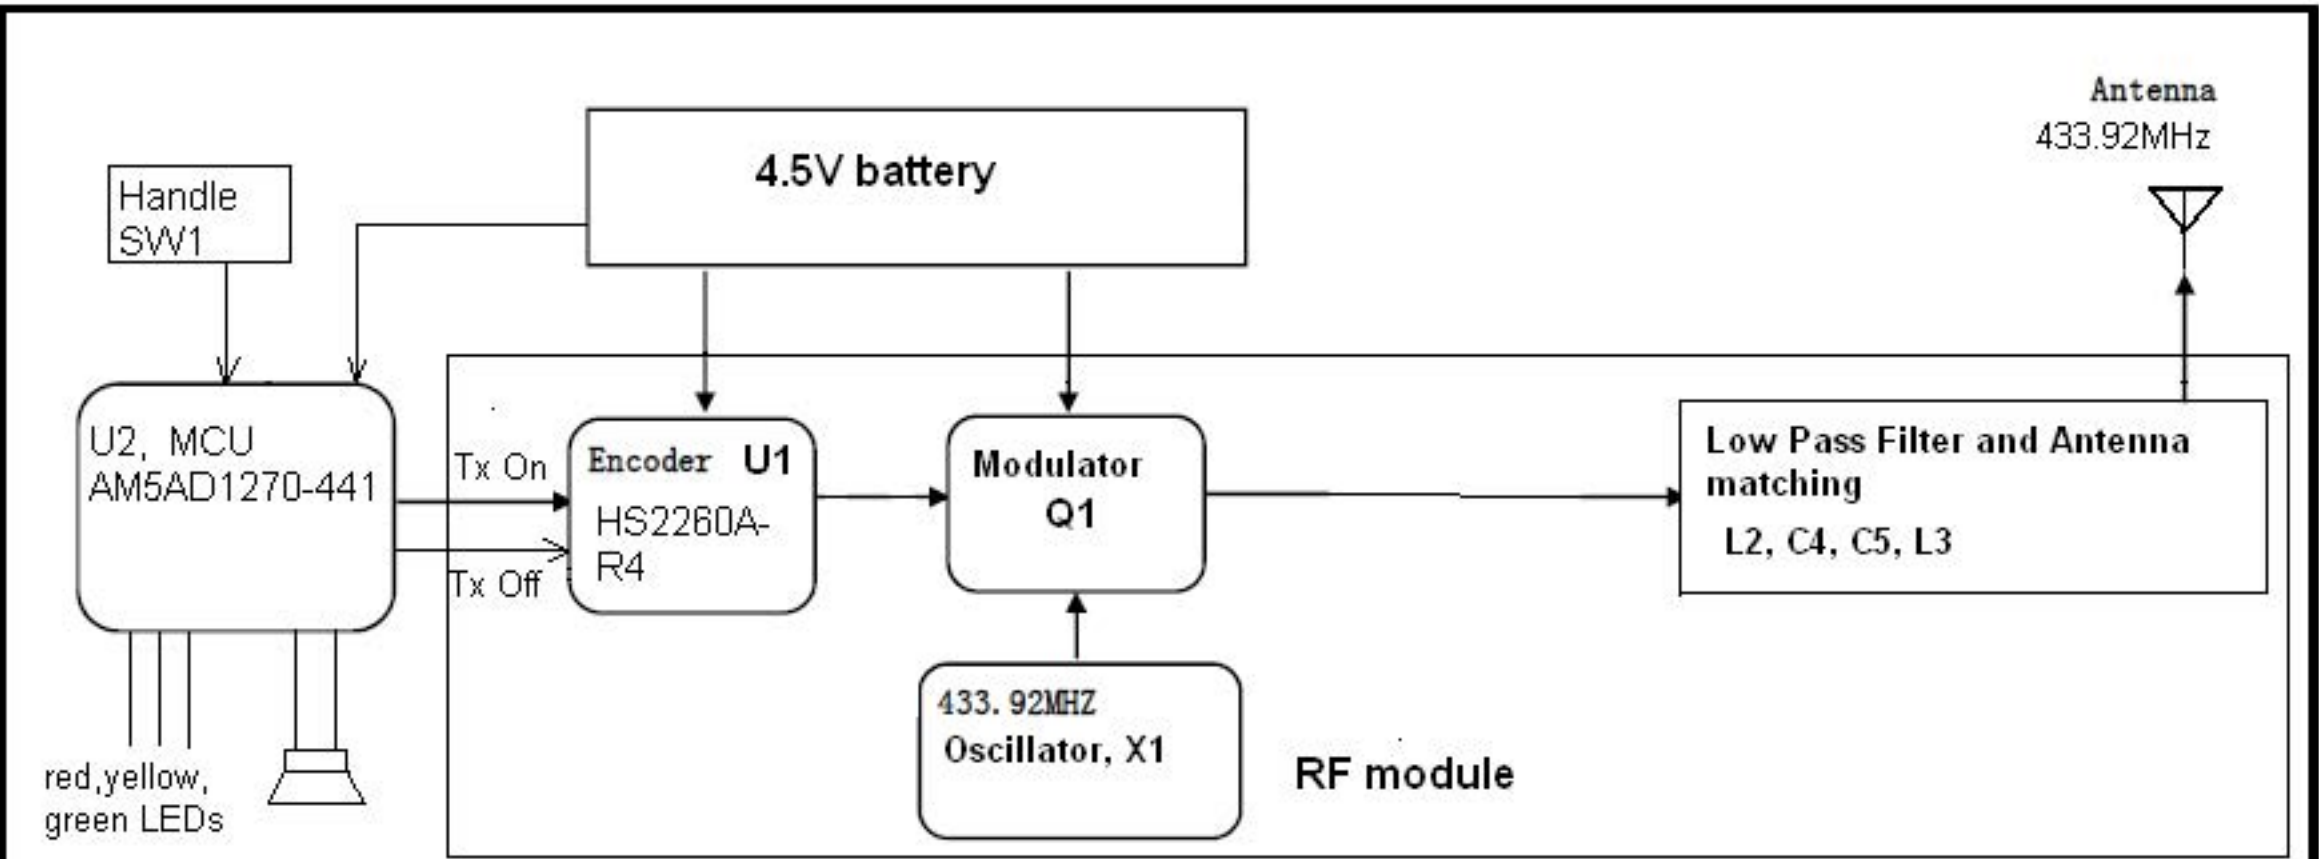 Antenna
433.92MHz
4.5V battery
Handle
SW1
U2, MCU
AM5AD1270-441
Tx On
Tx Off
Encoder U1
HS2260A-
R4
Modulator
Q1
Low Pass Filter and Antenna
matching
L2, C4, C5, L3
433.92MHZ
Oscillator, X1
RF module
red,yellow,
green LEDs